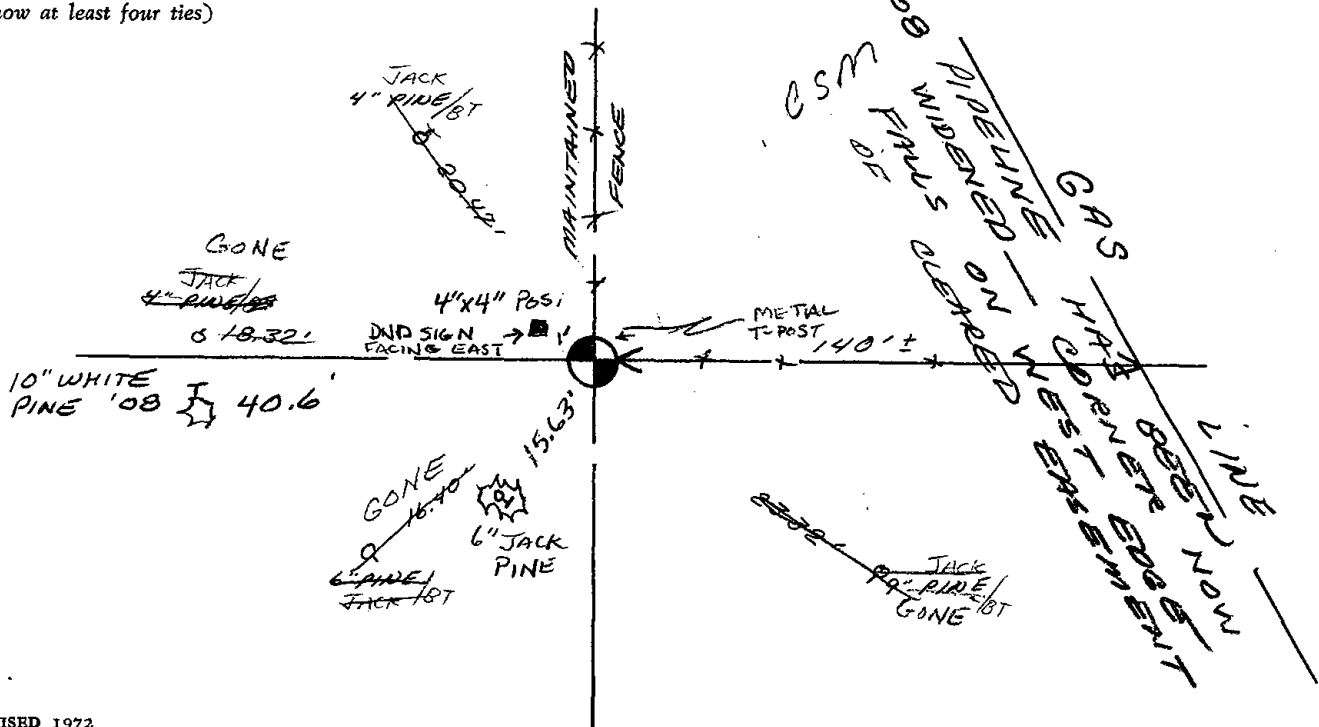 ow at least four ties)
JACK
4" PINE/BT
20.47'
MAINTAINED
FENCE
CSM
08 PIPELINE HAS BEEN NOW
WIDENED — CORNER
FALLS ON WEST EDGE
OF CLEARED EASEMENT
GAS LINE
GONE
JACK/
4" PINE/BT
18.32'
4"x4" POST
1'
DND SIGN
FACING EAST
METAL
T-POST
140'±
10" WHITE
PINE '08
40.6'
15.63'
GONE
16.40'
6" PINE/
JACK/BT
6" JACK
PINE
JACK
9" PINE/BT
GONE
ISED 1972